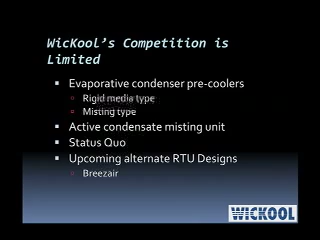 WicKool's Competition is
Limited
Evaporative condenser pre-coolers
Rigid media type
Misting type
Active condensate misting unit
Status Quo
Upcoming alternate RTU Designs
Breezair
WICKOOL